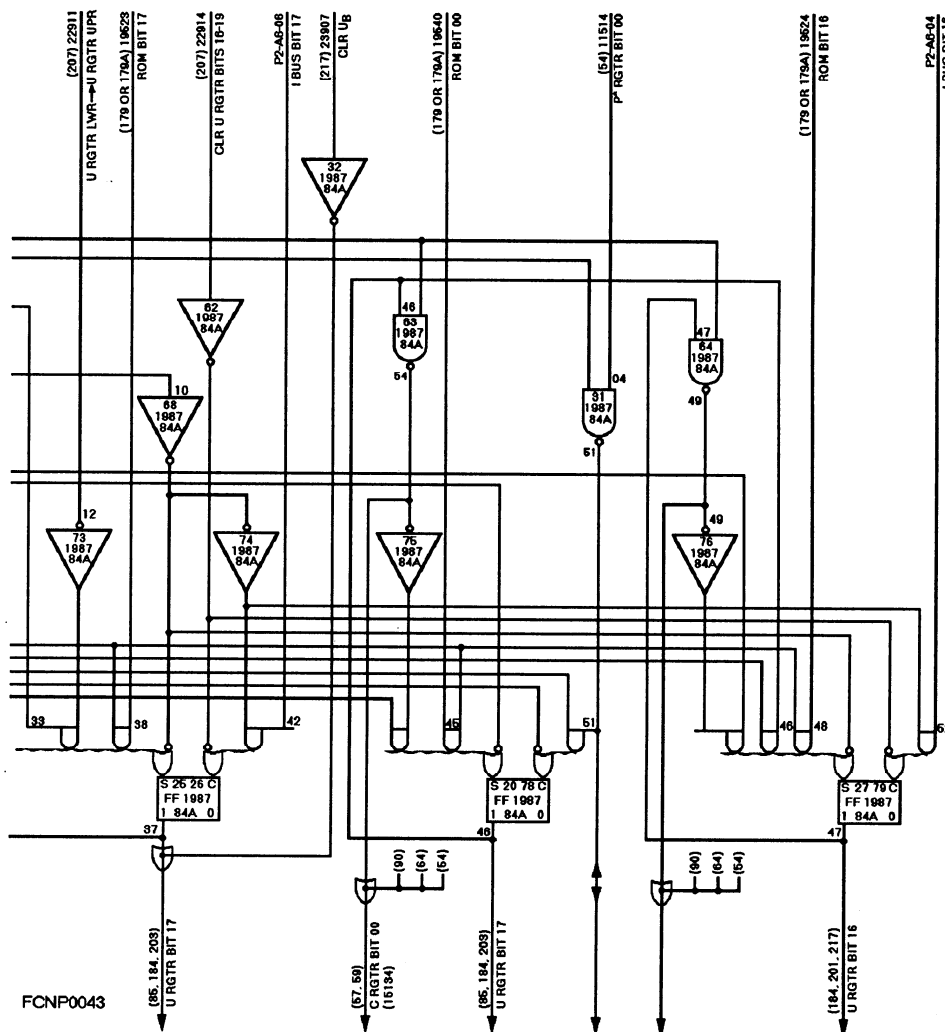 (207) 22911
U RGTR LWR→U RGTR UPR
(179 OR 179A) 19523
ROM BIT 17
(207) 22914
CLR U RGTR BITS 16-19
P2-A6-06
I BUS BIT 17
(217) 23907
CLR UB
(179 OR 179A) 19540
ROM BIT 00
(54) 11514
P^ RGTR BIT 00
(179 OR 179A) 19524
ROM BIT 16
P2-A6-04
32
1987
84A
62
1987
84A
46
63
1987
84A
54
47
64
1987
84A
49
10
68
1987
84A
04
31
1987
84A
51
12
73
1987
84A
74
1987
84A
75
1987
84A
49
76
1987
84A
33
38
42
45
51
46
48
S 25 26 C
FF 1987
1 84A 0
S 20 78 C
FF 1987
1 84A 0
S 27 79 C
FF 1987
1 84A 0
37
46
47
(90)
(64)
(54)
(90)
(64)
(54)
(85, 184, 203)
U RGTR BIT 17
(57, 59)
C RGTR BIT 00
(15134)
(85, 184, 203)
U RGTR BIT 17
(184, 201, 217)
U RGTR BIT 16
FCNP0043